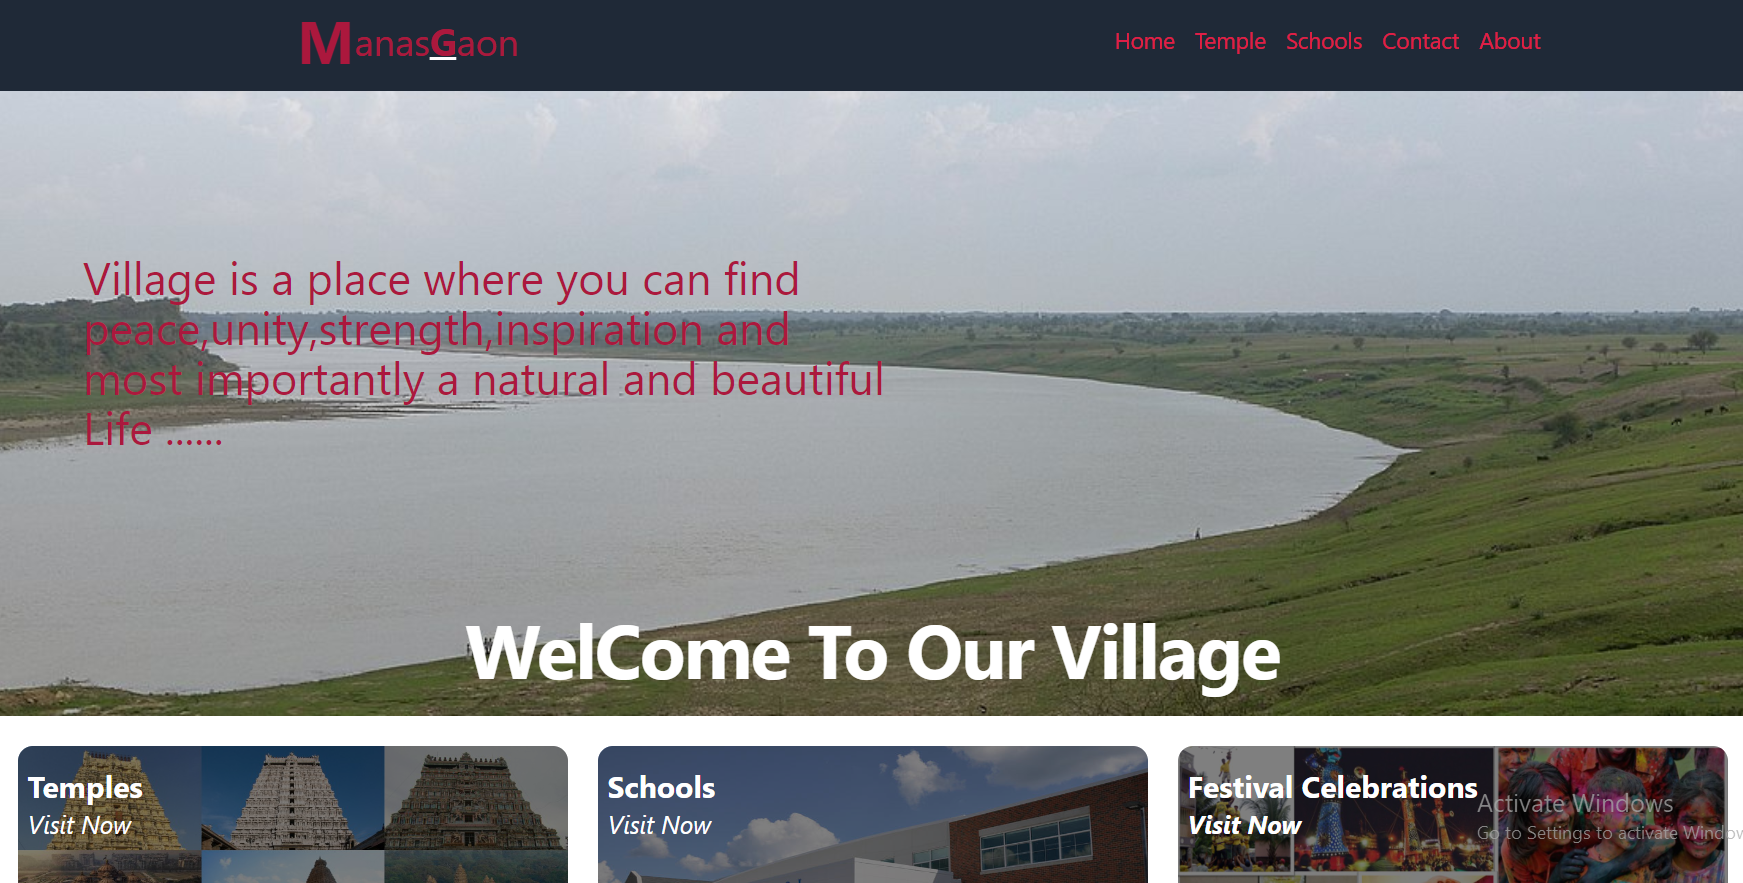 ManasGaon
Home Temple Schools Contact About
Village is a place where you can find
peace,unity,strength,inspiration and
most importantly a natural and beautiful
Life ......
WelCome To Our Village
Temples
Visit Now
Schools
Visit Now
Festival Celebrations
Visit Now
Activate Windows
Go to Settings to activate Window